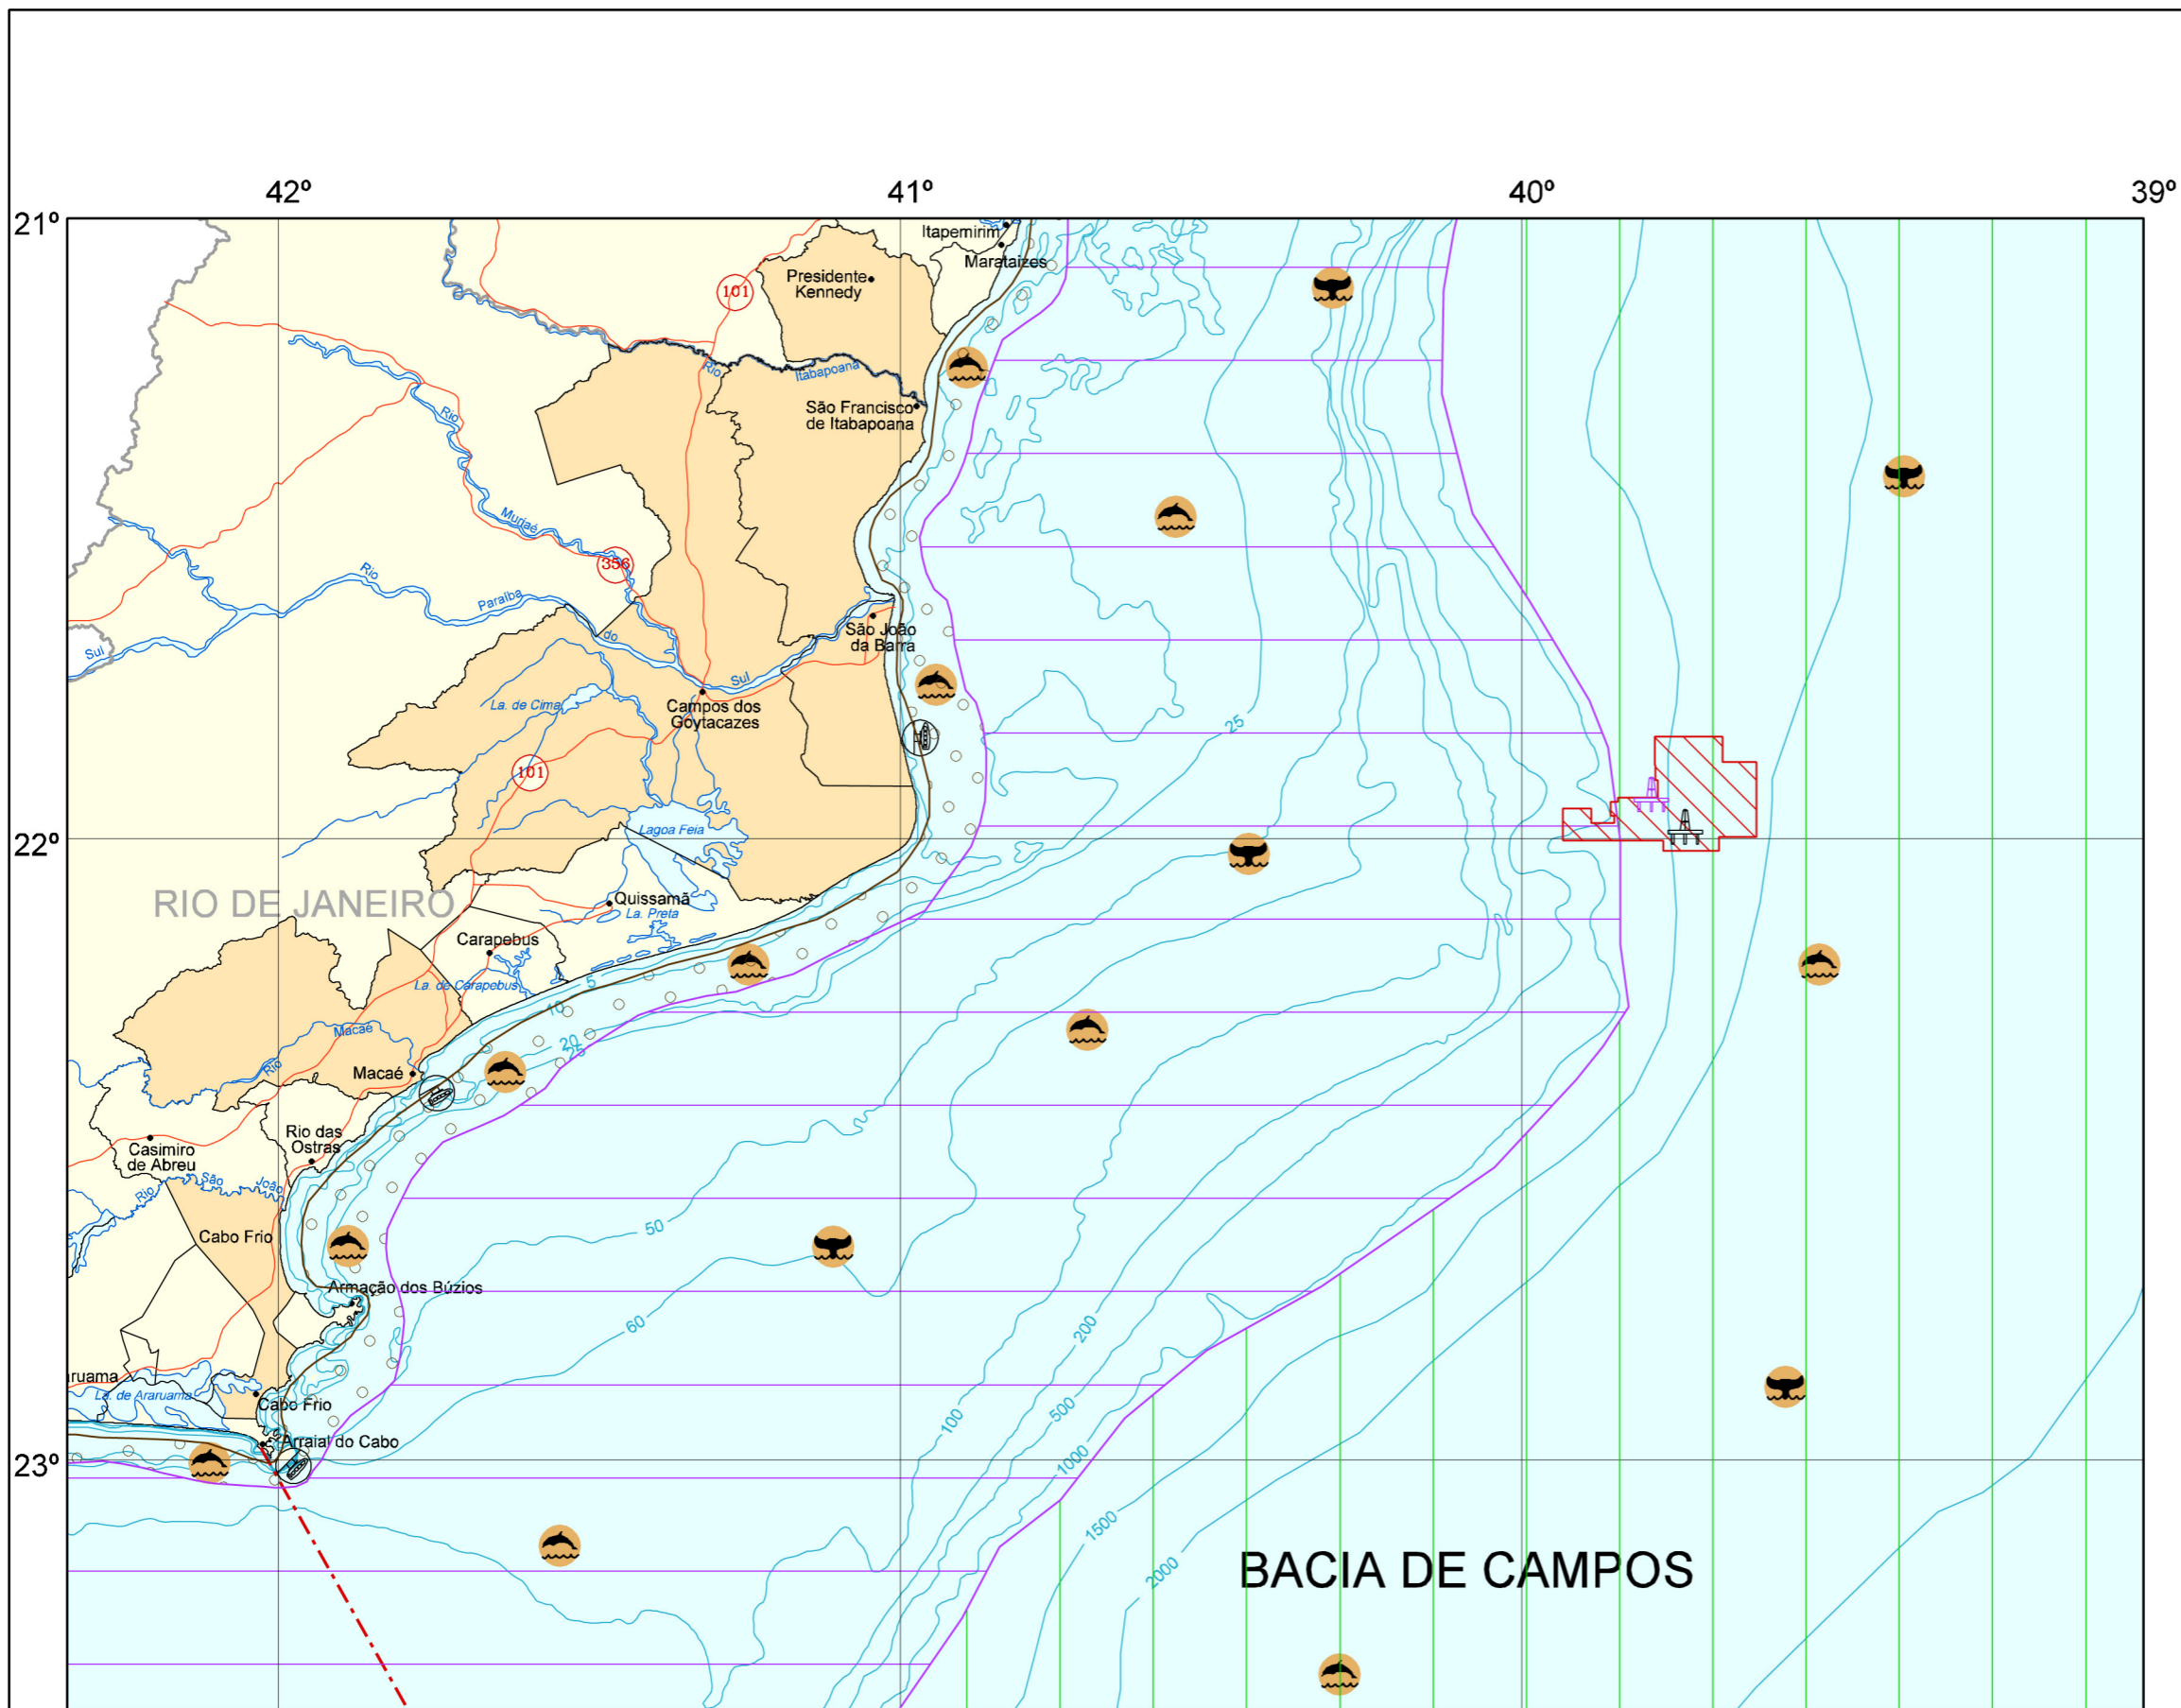 42º
41º
40º
39º
21º
Itapemirim
Marataizes
Presidente
Kennedy
101
Rio
Itabapoana
São Francisco
de Itabapoana
Rio
Muriaé
356
Rio
Paraíba
do
Sul
São João
da Barra
Sul
La. de Cima
Campos dos
Goytacazes
25
101
Lagoa Feia
22º
RIO DE JANEIRO
Quissamã
La. Preta
Carapebus
La. de Carapebus
5
10
20
25
Macaé
Rio
Macaé
Rio das
Ostras
Casimiro
de Abreu
Rio
São
João
Cabo Frio
50
Armação dos Búzios
60
200
100
500
1000
1500
2000
ruama
La. de Araruama
Cabo Frio
Arraial do Cabo
23º
BACIA DE CAMPOS